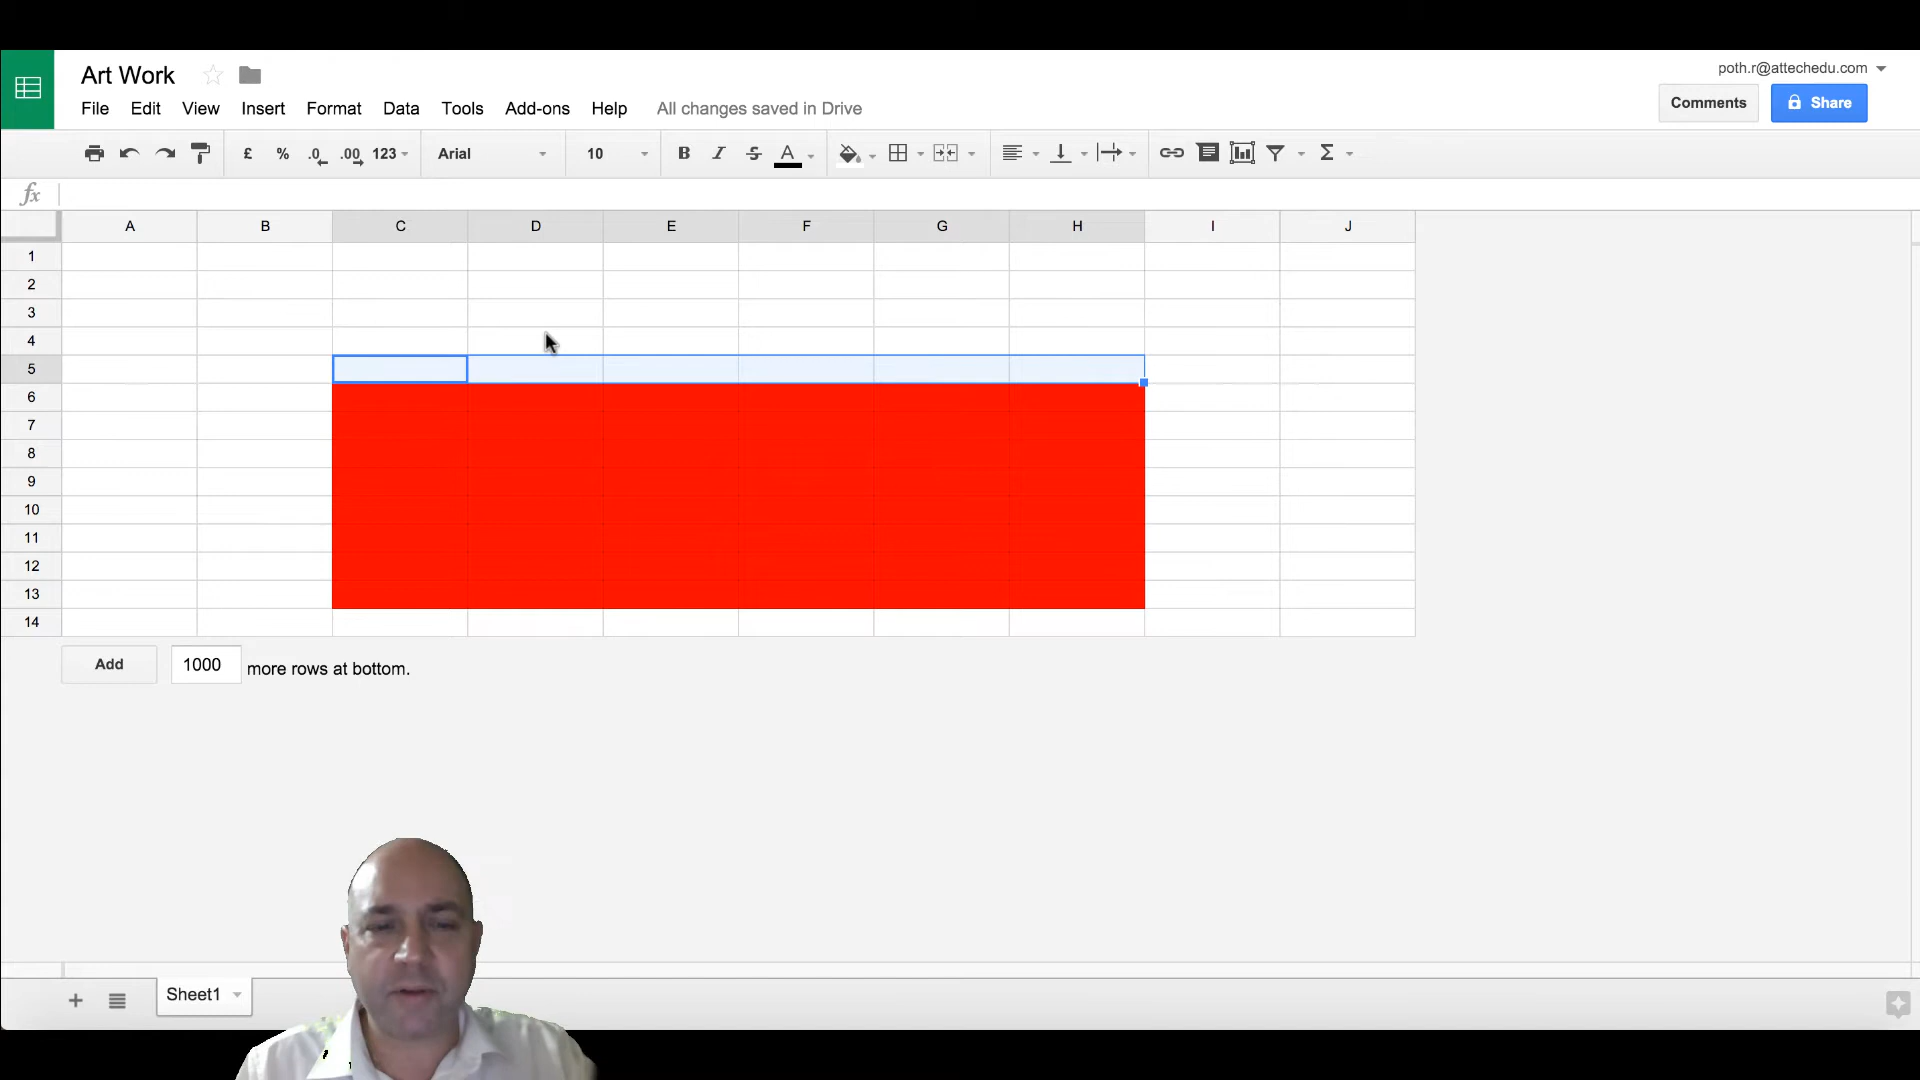 Art Work
poth.r@attechedu.com
File Edit View Insert Format Data Tools Add-ons Help All changes saved in Drive
Comments Share
£ % .0 .00 123 Arial 10 B I S A Σ
fx
A B C D E F G H I J
1
2
3
4
5
6
7
8
9
10
11
12
13
14
Add 1000 more rows at bottom.
+ Sheet1